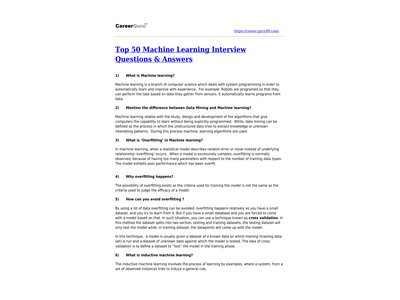 CareerGuru
https://career.guru99.com/
Top 50 Machine Learning Interview
Questions & Answers
1) What is Machine learning?
Machine learning is a branch of computer science which deals with system programming in order to
automatically learn and improve with experience. For example: Robots are programed so that they
can perform the task based on data they gather from sensors. It automatically learns programs from
data.
2) Mention the difference between Data Mining and Machine learning?
Machine learning relates with the study, design and development of the algorithms that give
computers the capability to learn without being explicitly programmed. While, data mining can be
defined as the process in which the unstructured data tries to extract knowledge or unknown
interesting patterns. During this process machine, learning algorithms are used.
3) What is 'Overfitting' in Machine learning?
In machine learning, when a statistical model describes random error or noise instead of underlying
relationship 'overfitting' occurs. When a model is excessively complex, overfitting is normally
observed, because of having too many parameters with respect to the number of training data types.
The model exhibits poor performance which has been overfit.
4) Why overfitting happens?
The possibility of overfitting exists as the criteria used for training the model is not the same as the
criteria used to judge the efficacy of a model.
5) How can you avoid overfitting ?
By using a lot of data overfitting can be avoided, overfitting happens relatively as you have a small
dataset, and you try to learn from it. But if you have a small database and you are forced to come
with a model based on that. In such situation, you can use a technique known as cross validation. In
this method the dataset splits into two section, testing and training datasets, the testing dataset will
only test the model while, in training dataset, the datapoints will come up with the model.
In this technique, a model is usually given a dataset of a known data on which training (training data
set) is run and a dataset of unknown data against which the model is tested. The idea of cross
validation is to define a dataset to "test" the model in the training phase.
6) What is inductive machine learning?
The inductive machine learning involves the process of learning by examples, where a system, from a
set of observed instances tries to induce a general rule.